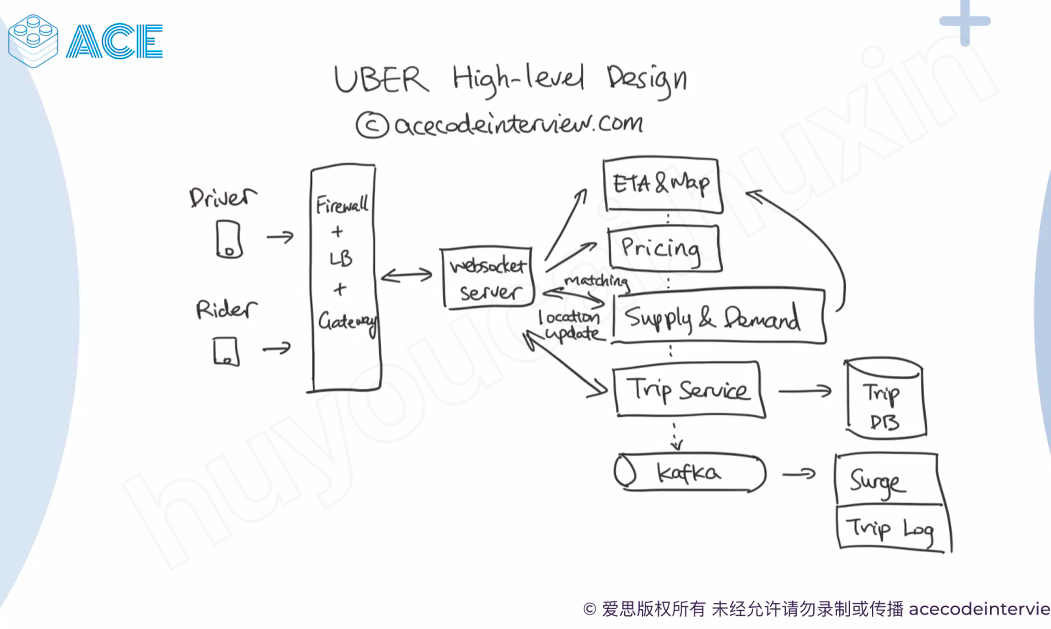 ACE
UBER High-level Design
© acecodeinterview.com
Driver
Rider
Firewall
+
LB
+
Gateway
websocket
server
matching
location
update
ETA & Map
Pricing
Supply & Demand
Trip Service
Trip
DB
kafka
Surge
Trip Log
huyoucaihuxin
© 爱思版权所有 未经允许请勿录制或传播 acecodeintervie